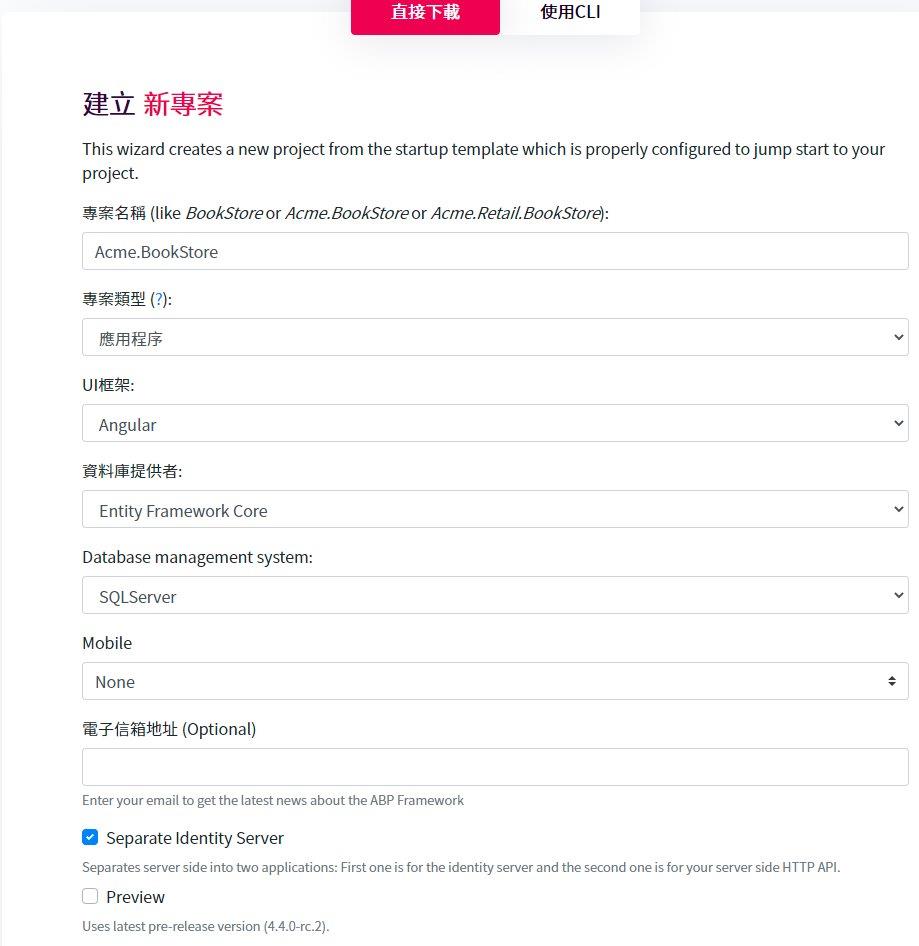 直接下載 使用CLI
建立 新專案
This wizard creates a new project from the startup template which is properly configured to jump start to your
project.
專案名稱 (like BookStore or Acme.BookStore or Acme.Retail.BookStore):
Acme.BookStore
專案類型 (?):
應用程序
UI框架:
Angular
資料庫提供者:
Entity Framework Core
Database management system:
SQLServer
Mobile
None
電子信箱地址 (Optional)
Enter your email to get the latest news about the ABP Framework
Separate Identity Server
Separates server side into two applications: First one is for the identity server and the second one is for your server side HTTP API.
Preview
Uses latest pre-release version (4.4.0-rc.2).